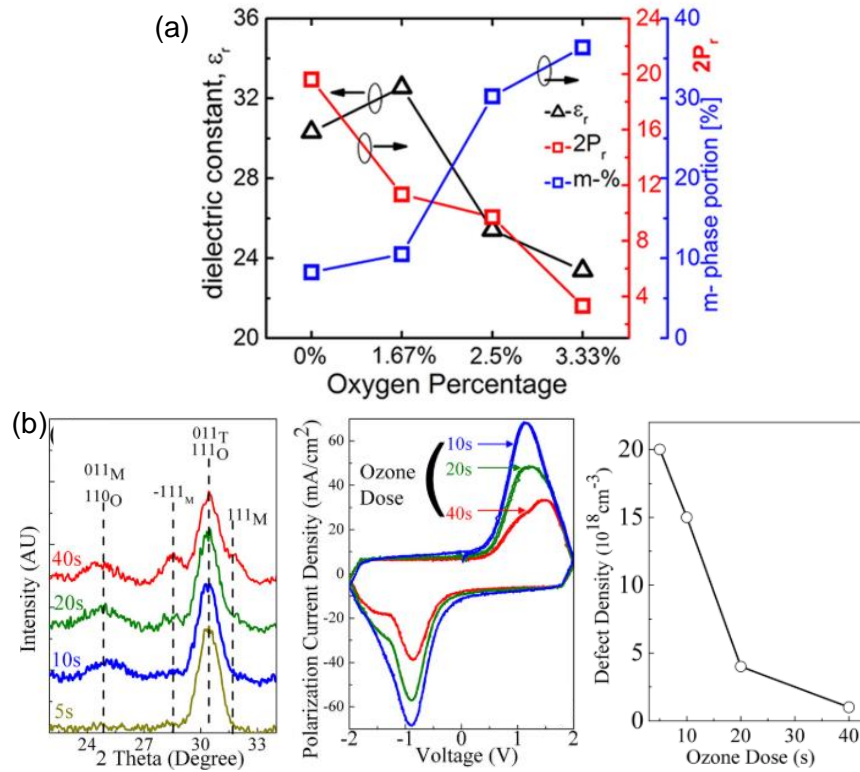 (a)
dielectric constant, εr
36
32
28
24
20
40
30
20
10
0
24
20
16
12
8
4
2Pr
m- phase portion [%]
εr
2Pr
m-%
0%
1.67%
2.5%
3.33%
Oxygen Percentage
(b)
(
011T
111O
011M
110O
-111M
111M
40s
20s
10s
5s
Intensity (AU)
24
27
30
33
2 Theta (Degree)
Polarization Current Density (mA/cm2)
60
40
20
0
-20
-40
-60
Ozone
Dose
(
10s
20s
40s
-2
-1
0
1
2
Voltage (V)
Defect Density (10^18cm-3)
20
15
10
5
0
10
20
30
40
Ozone Dose (s)